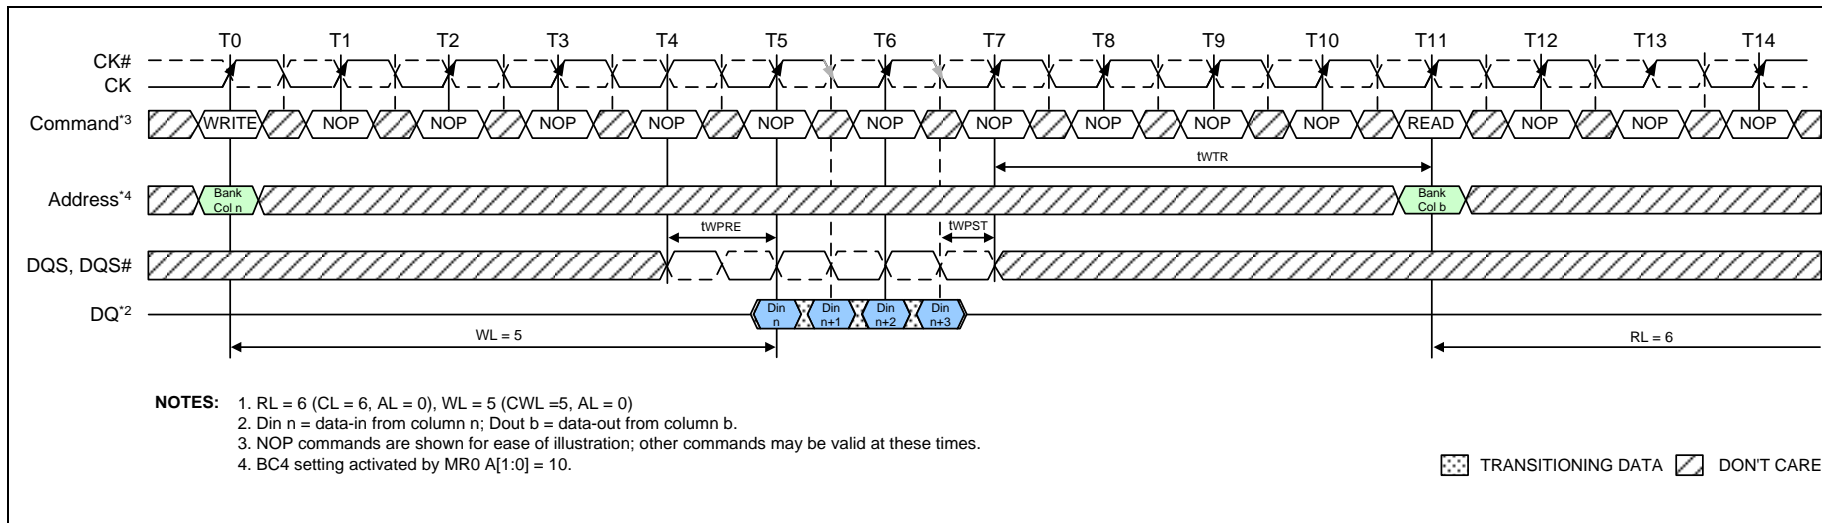 T0 T1 T2 T3 T4 T5 T6 T7 T8 T9 T10 T11 T12 T13 T14
CK#
CK
Command*3 WRITE NOP NOP NOP NOP NOP NOP NOP NOP NOP NOP READ NOP NOP NOP
tWTR
Address*4 Bank Col n Bank Col b
tWPRE tWPST
DQS, DQS#
DQ*2 Din n Din n+1 Din n+2 Din n+3
WL = 5 RL = 6
NOTES: 1. RL = 6 (CL = 6, AL = 0), WL = 5 (CWL =5, AL = 0)
2. Din n = data-in from column n; Dout b = data-out from column b.
3. NOP commands are shown for ease of illustration; other commands may be valid at these times.
4. BC4 setting activated by MR0 A[1:0] = 10.
TRANSITIONING DATA DON'T CARE